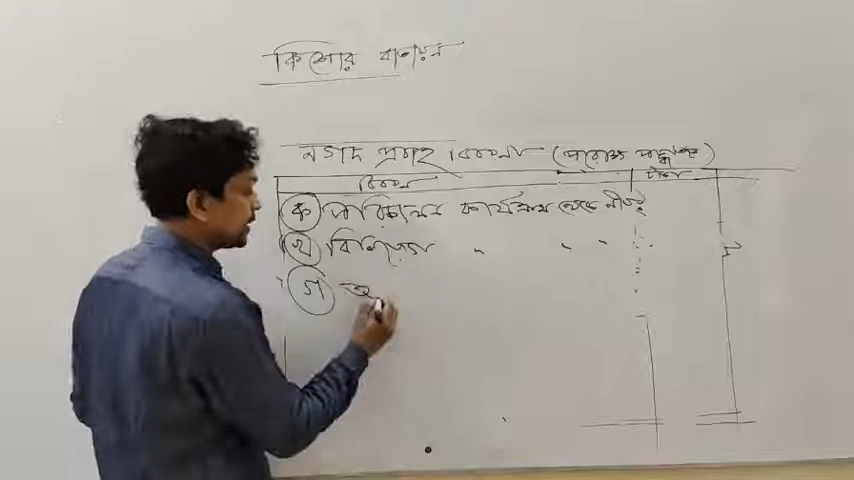 কিশোর বাতায়ন
নগদ প্রবাহ বিবরণী (পরোক্ষ পদ্ধতি)
বিবরণ টাকা
ক পরিচালন কার্যক্রম থেকে
খ বিনিয়োগ " " "
গ